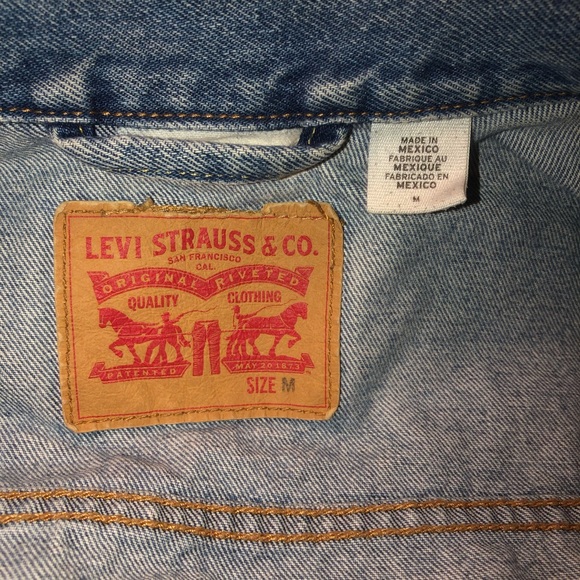 MADE IN
MEXICO
FABRIQUE AU
MEXIQUE
FABRICADO EN
MEXICO
M
LEVI STRAUSS & CO.
SAN FRANCISCO
CAL.
ORIGINAL RIVETED
QUALITY CLOTHING
PATENTED MAY 20 1873
SIZE M